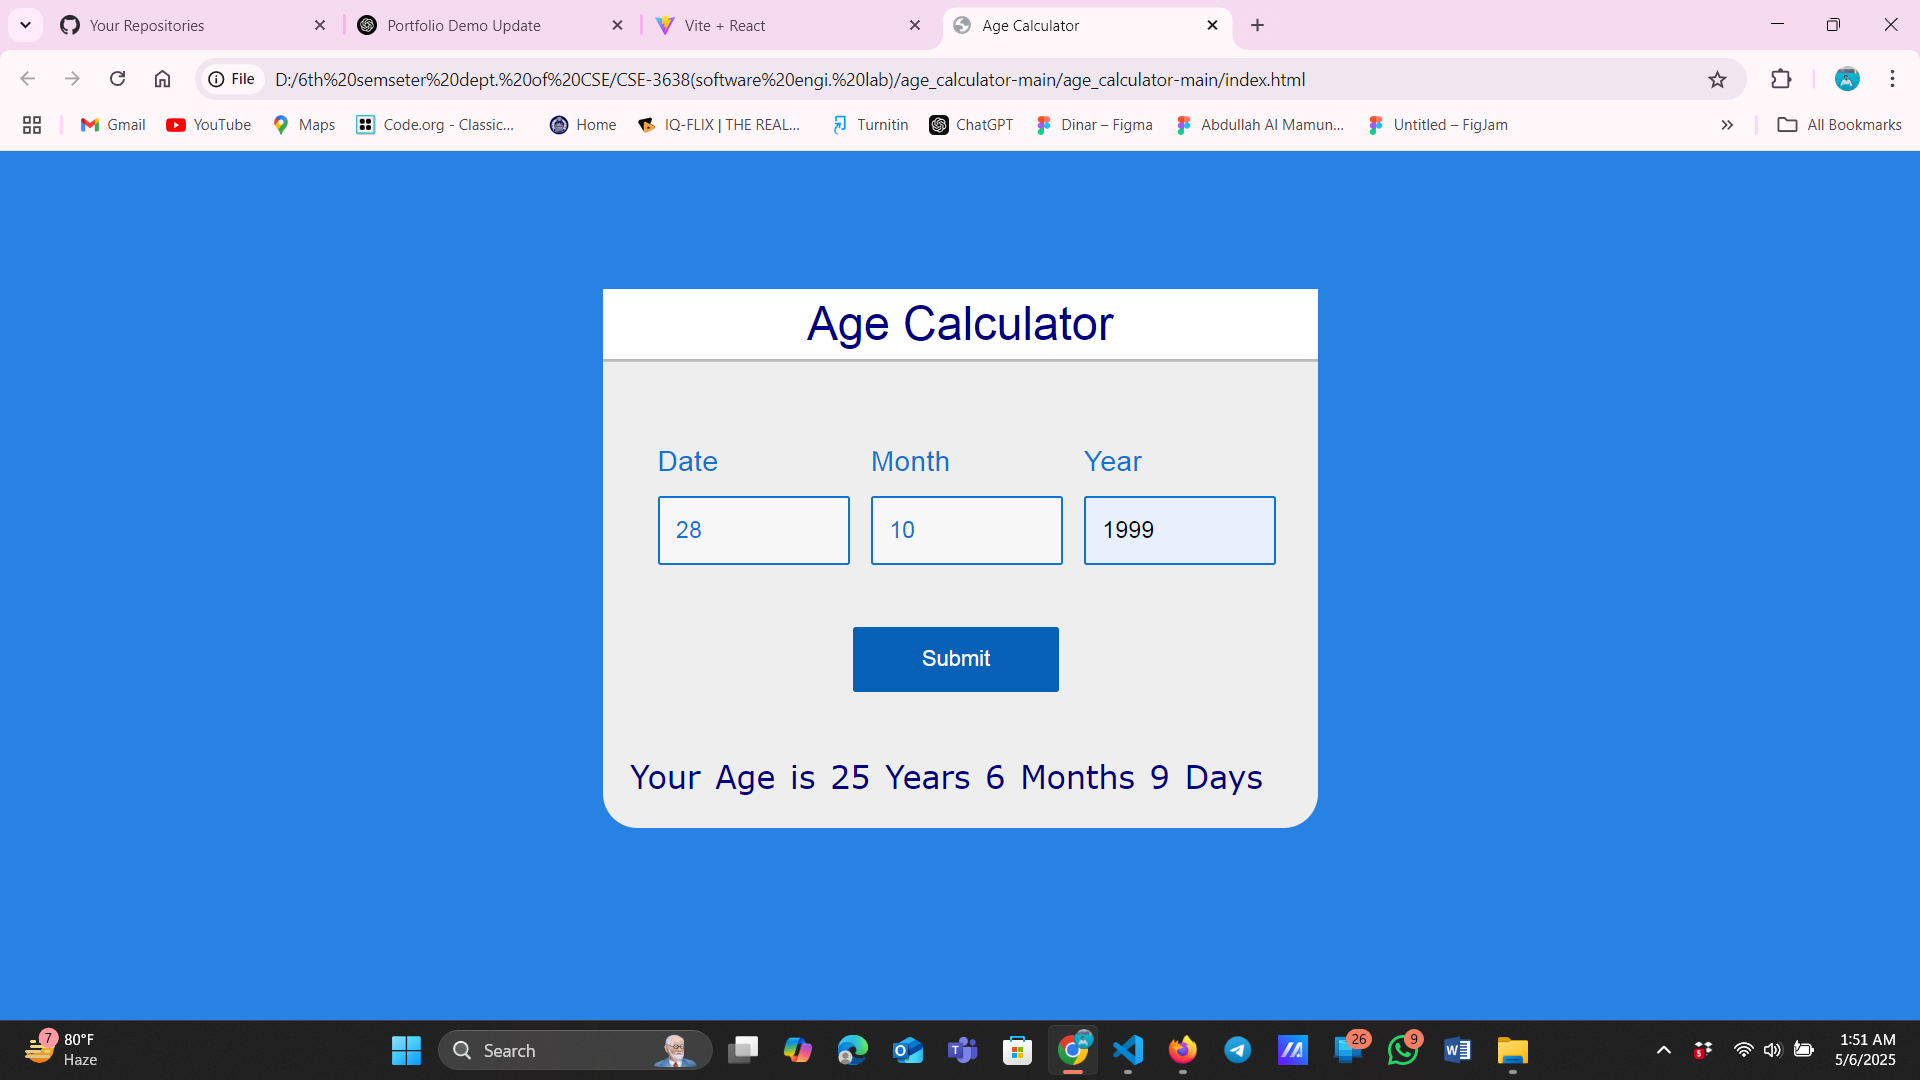 Your Repositories
Portfolio Demo Update
Vite + React
Age Calculator
File
D:/6th%20semseter%20dept.%20of%20CSE/CSE-3638(software%20engi.%20lab)/age_calculator-main/age_calculator-main/index.html
Gmail
YouTube
Maps
Code.org - Classic...
Home
IQ-FLIX | THE REAL...
Turnitin
ChatGPT
Dinar – Figma
Abdullah Al Mamun...
Untitled – FigJam
All Bookmarks
Age Calculator
Date Month Year
28 10 1999
Submit
Your Age is 25 Years 6 Months 9 Days
7
80°F
Haze
Search
26
9
5
1:51 AM
5/6/2025